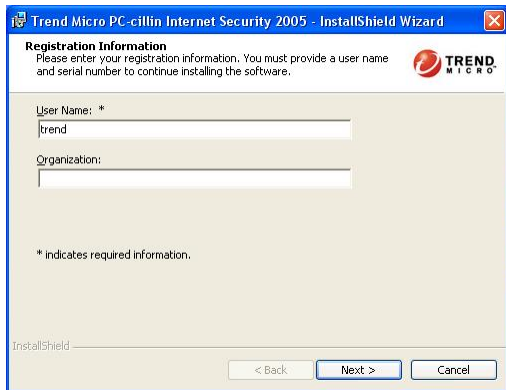 Trend Micro PC-cillin Internet Security 2005 - InstallShield Wizard
Registration Information
Please enter your registration information. You must provide a user name
and serial number to continue installing the software.
TREND
MICRO
User Name: *
trend
Organization:
* indicates required information.
InstallShield
< Back
Next >
Cancel